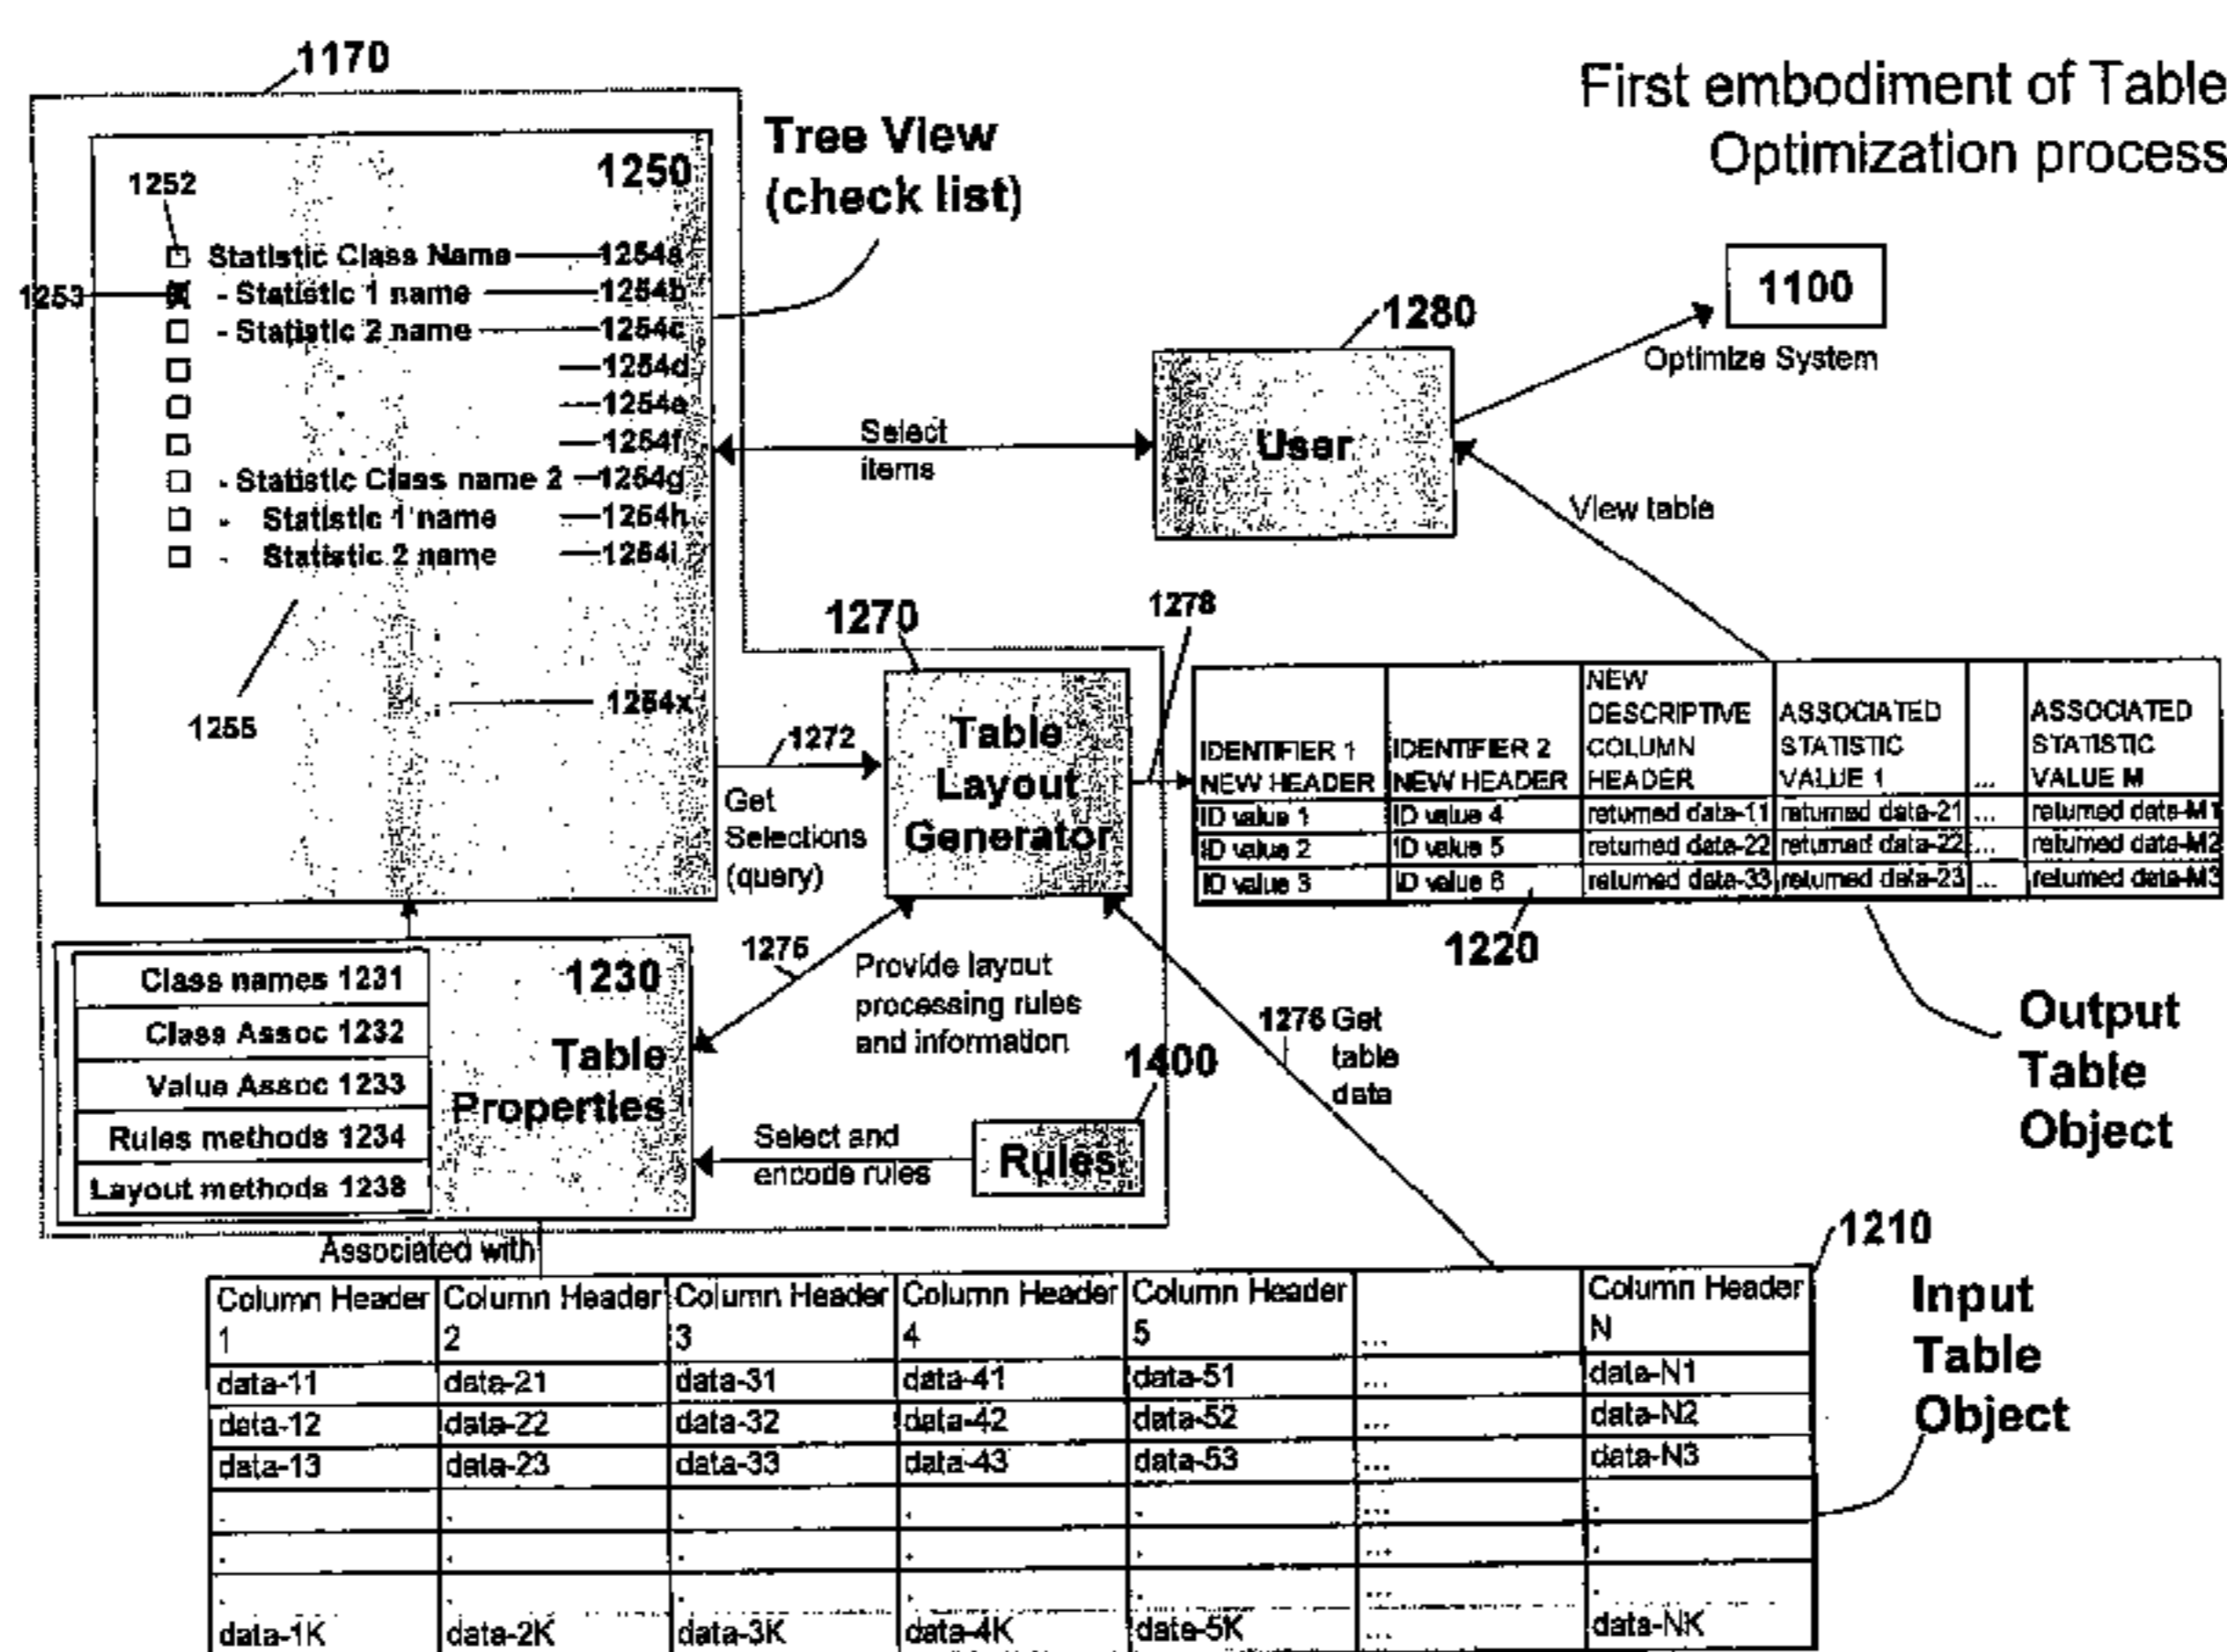 First embodiment of Table
Optimization process
1170
Tree View
(check list)
1250
1252
Statistic Class Name 1254a
1253 - Statistic 1 name 1254b
- Statistic 2 name 1254c
1254d
1254e
1254f
- Statistic Class name 2 1254g
- Statistic 1 name 1254h
- Statistic 2 name 1254i
1254x
1255
1100
Optimize System
1280
User
Select
items
View table
1270
Table
Layout
Generator
1278
1272
Get
Selections
(query)
IDENTIFIER 1 NEW HEADER
IDENTIFIER 2 NEW HEADER
NEW DESCRIPTIVE COLUMN HEADER
ASSOCIATED STATISTIC VALUE 1
...
ASSOCIATED STATISTIC VALUE M
ID value 1 ID value 4 returned data-11 returned data-21 ... returned data-M1
ID value 2 ID value 5 returned data-22 returned data-22 ... returned data-M2
ID value 3 ID value 6 returned data-33 returned data-23 ... returned data-M3
1220
Output
Table
Object
Class names 1231
Class Assoc 1232
Value Assoc 1233
Rules methods 1234
Layout methods 1238
1230
Table
Properties
1275
Provide layout
processing rules
and information
1276 Get
table
data
1400
Rules
Select and
encode rules
Associated with
1210
Input
Table
Object
Column Header 1 Column Header 2 Column Header 3 Column Header 4 Column Header 5 ... Column Header N
data-11 data-21 data-31 data-41 data-51 ... data-N1
data-12 data-22 data-32 data-42 data-52 ... data-N2
data-13 data-23 data-33 data-43 data-53 ... data-N3
. . . . . ... .
. . . . . ... .
. . . . . ... .
data-1K data-2K data-3K data-4K data-5K ... data-NK